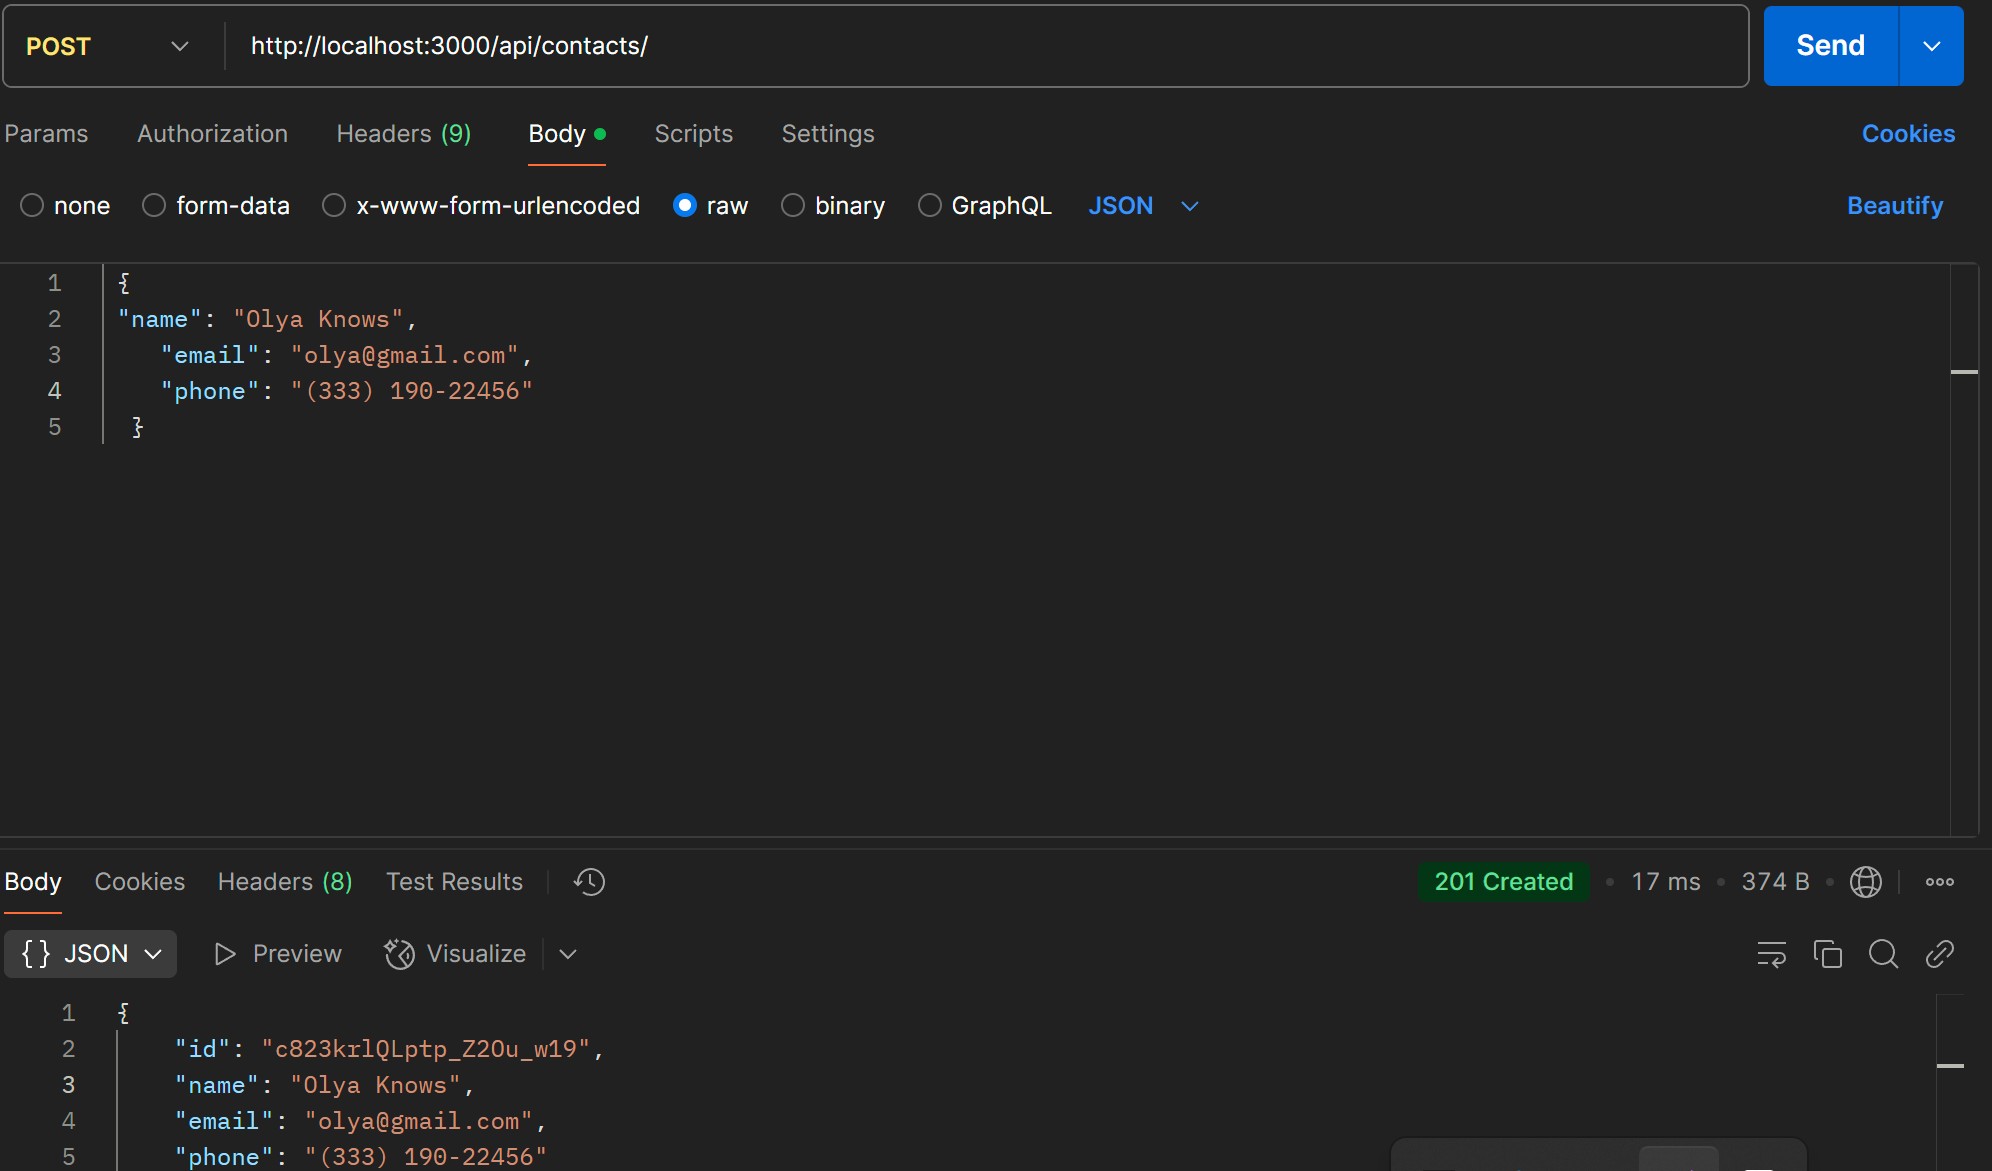 POST http://localhost:3000/api/contacts/ Send
Params Authorization Headers (9) Body Scripts Settings Cookies
none form-data x-www-form-urlencoded raw binary GraphQL JSON Beautify
1 {
2 "name": "Olya Knows",
3 "email": "olya@gmail.com",
4 "phone": "(333) 190-22456"
5 }
Body Cookies Headers (8) Test Results 201 Created • 17 ms • 374 B
{} JSON Preview Visualize
1 {
2 "id": "c823krlQLptp_Z2Ou_w19",
3 "name": "Olya Knows",
4 "email": "olya@gmail.com",
5 "phone": "(333) 190-22456"